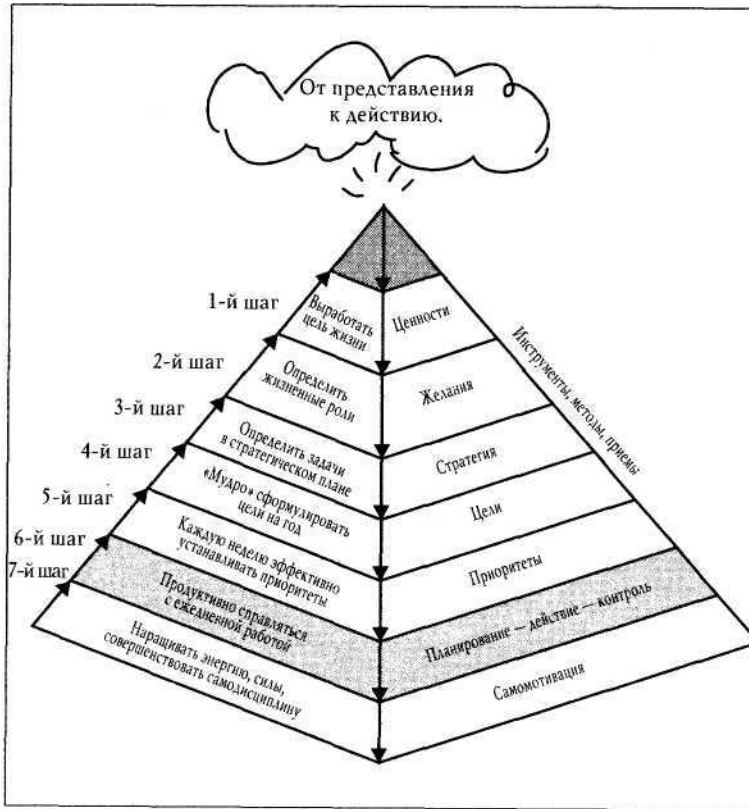 От представления
к действию.
1-й шаг
Выработать
цель жизни
Ценности
2-й шаг
Определить
жизненные роли
Желания
3-й шаг
Определить задачи
в стратегическом плане
Стратегия
4-й шаг
«Мудро» сформулировать
цели на год
Цели
5-й шаг
Каждую неделю эффективно
устанавливать приоритеты
Приоритеты
6-й шаг
Продуктивно справляться
с ежедневной работой
Планирование — действие — контроль
7-й шаг
Наращивать энергию, силы,
совершенствовать самодисциплину
Самомотивация
Инструменты, методы, приемы